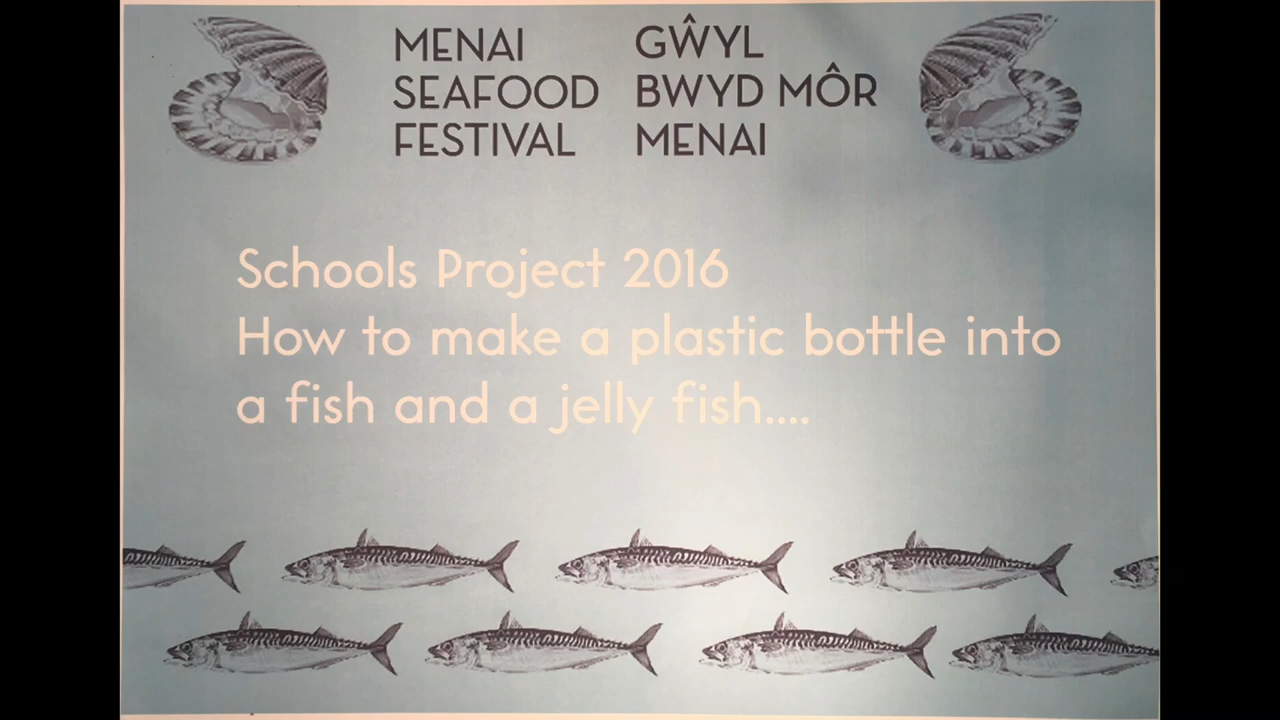 MENAI
SEAFOOD
FESTIVAL
GŴYL
BWYD MÔR
MENAI
Schools Project 2016
How to make a plastic bottle into
a fish and a jelly fish....